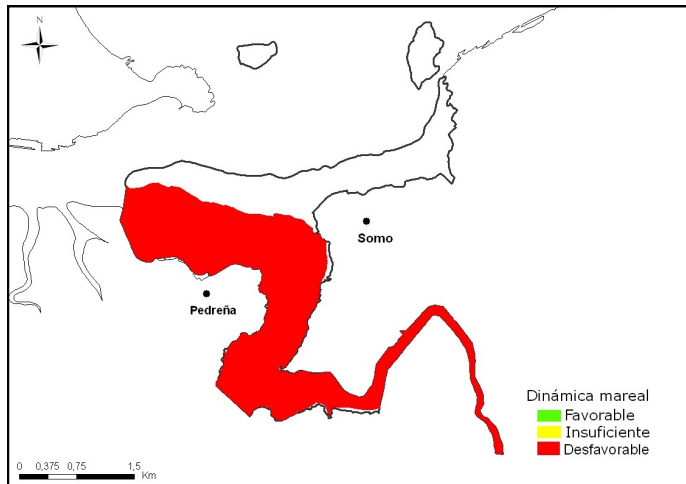 N
Somo
Pedreña
Dinámica mareal
Favorable
Insuficiente
Desfavorable
0 0,375 0,75 1,5
Km